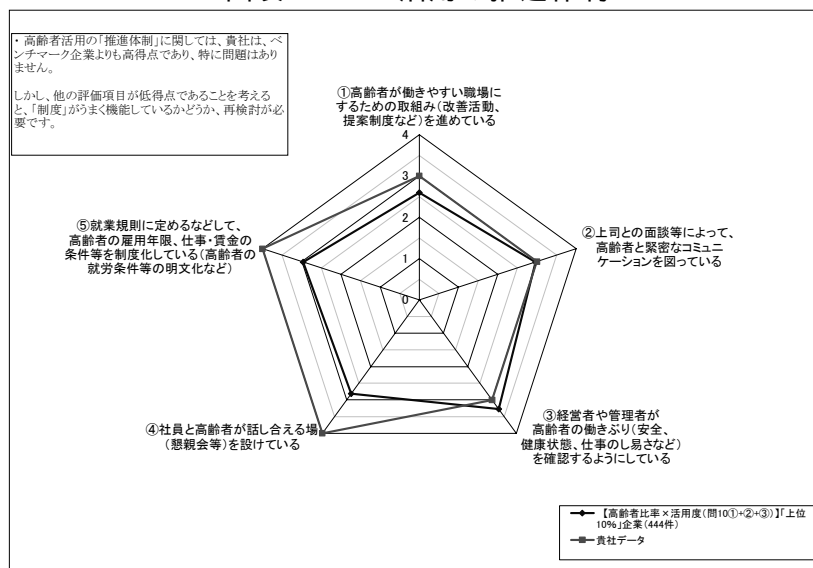 ・高齢者活用の「推進体制」に関しては、貴社は、ベ
ンチマーク企業よりも高得点であり、特に問題はあり
ません。
しかし、他の評価項目が低得点であることを考える
と、「制度」がうまく機能しているかどうか、再検討が必
要です。
①高齢者が働きやすい職場に
するための取組み(改善活動、
提案制度など)を進めている
4
3
2
1
0
②上司との面談等によって、
高齢者と緊密なコミュニ
ケーションを図っている
⑤就業規則に定めるなどして、
高齢者の雇用年限、仕事・賃金の
条件等を制度化している(高齢者の
就労条件等の明文化など)
④社員と高齢者が話し合える場
(懇親会等)を設けている
③経営者や管理者が
高齢者の働きぶり(安全、
健康状態、仕事のし易さなど)
を確認するようにしている
【高齢者比率×活用度(問10①+②+③)】「上位
10%」企業(444件)
貴社データ